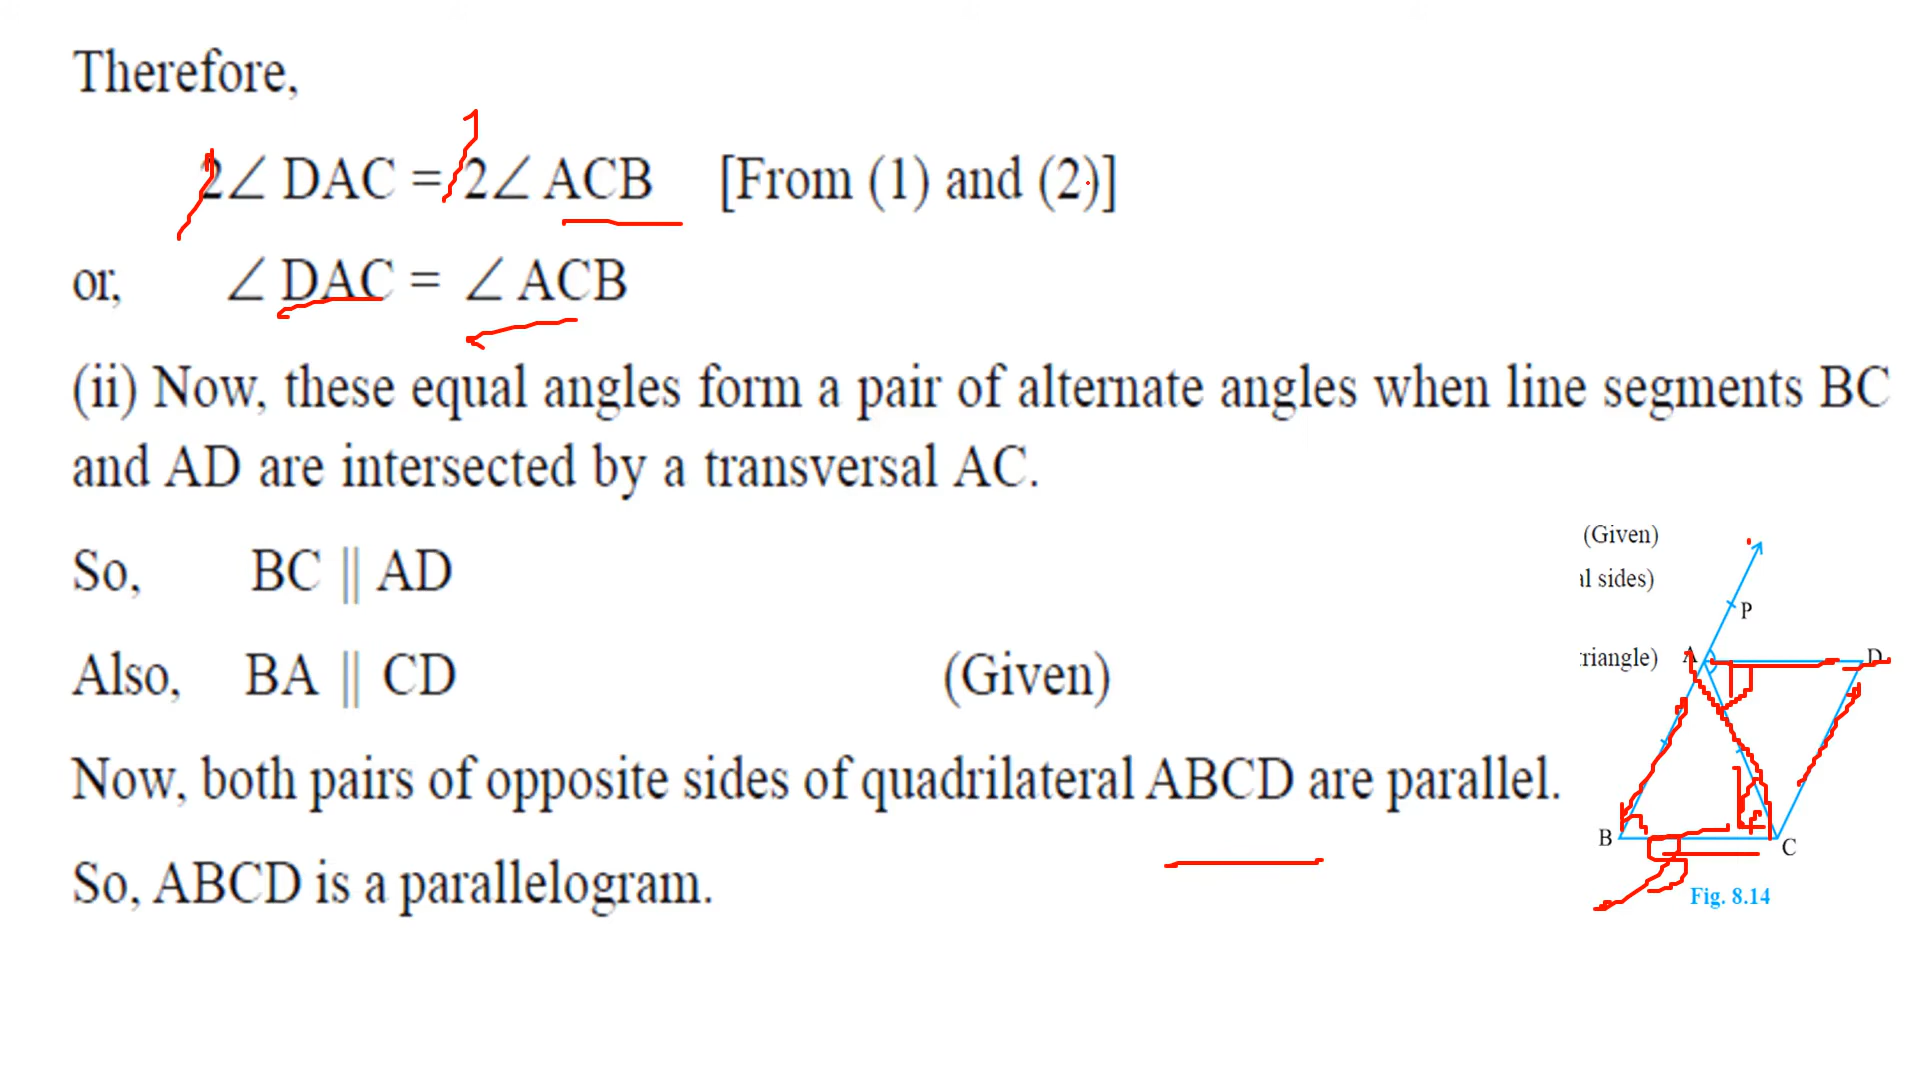 Therefore,
2∠ DAC = 2∠ ACB [From (1) and (2)]
or, ∠ DAC = ∠ ACB
(ii) Now, these equal angles form a pair of alternate angles when line segments BC
and AD are intersected by a transversal AC.
So, BC || AD
Also, BA || CD (Given)
Now, both pairs of opposite sides of quadrilateral ABCD are parallel.
So, ABCD is a parallelogram.
(Given)
sides)
P
A D
B C
Fig. 8.14